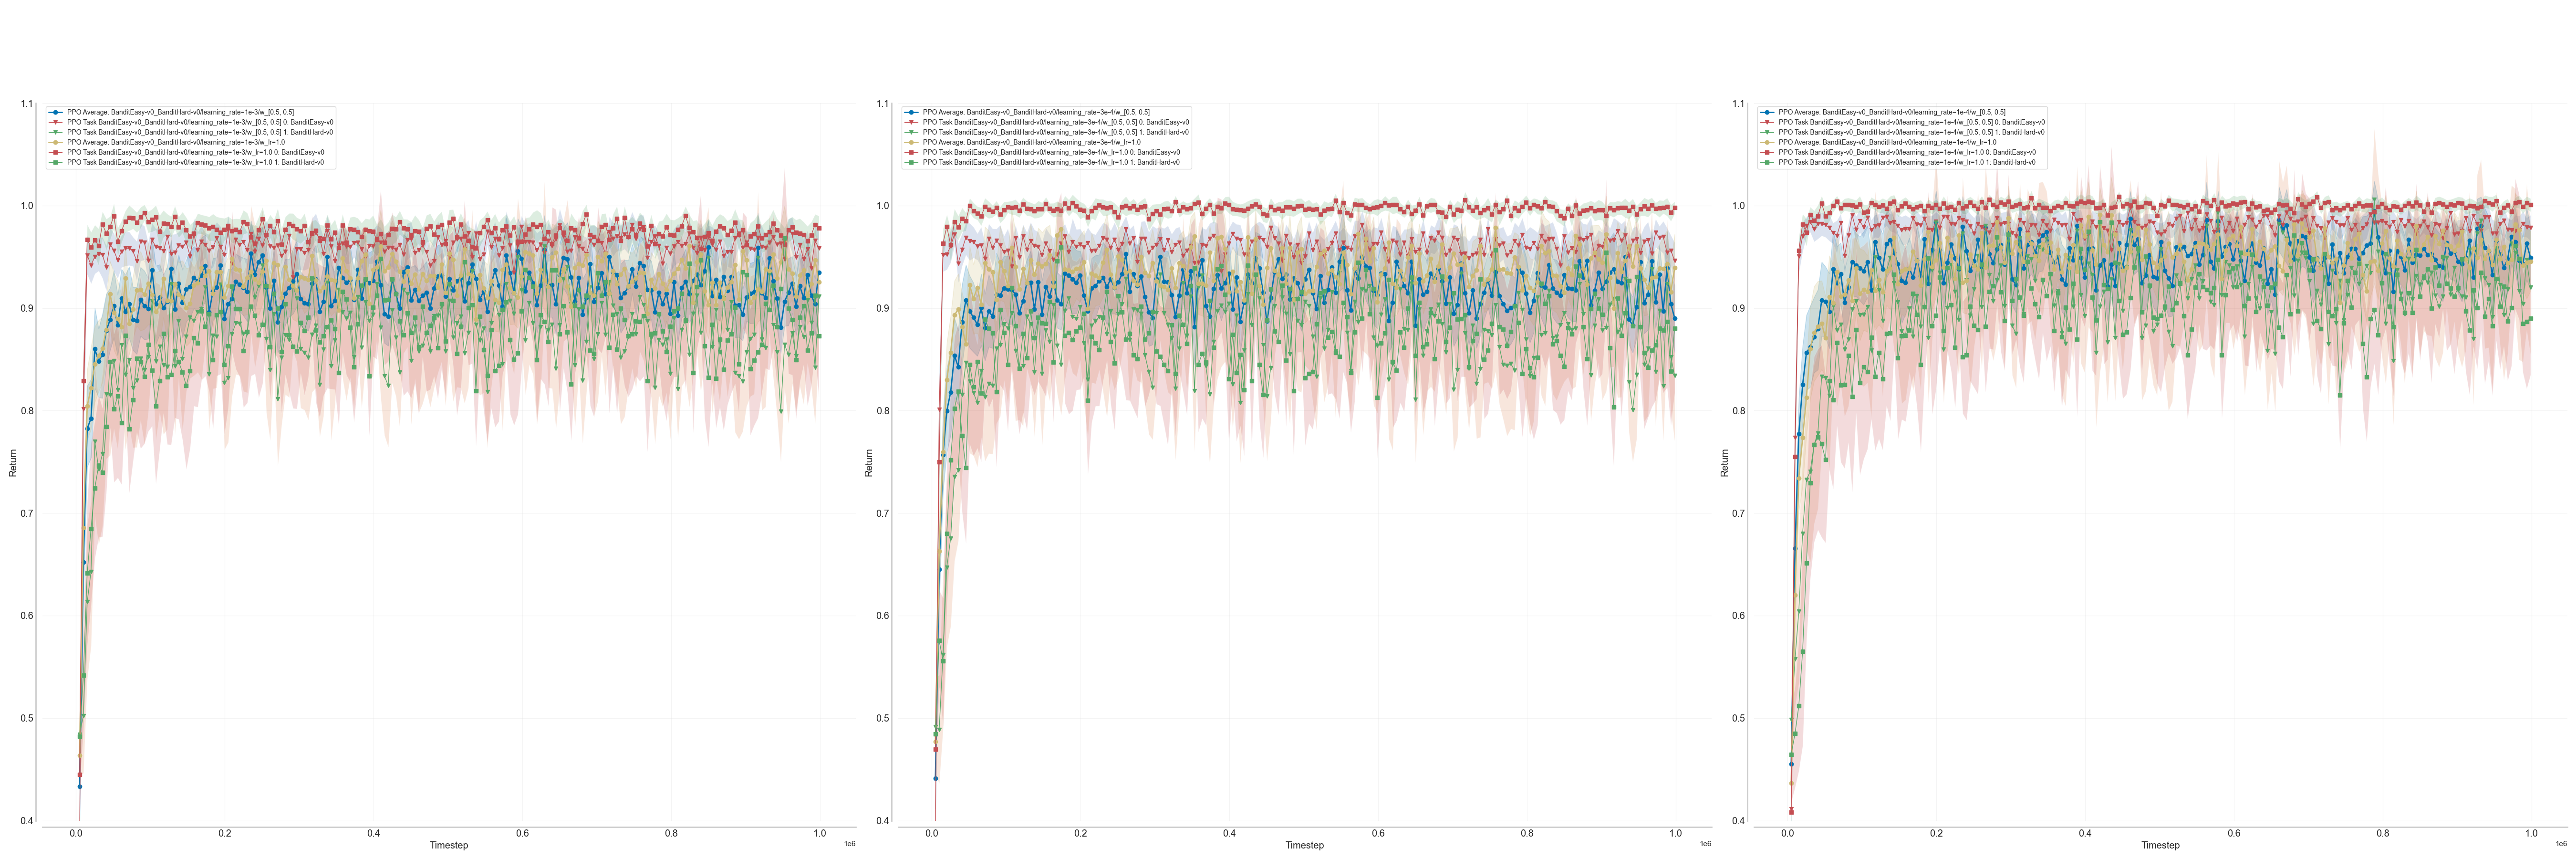 PPO Average: BanditEasy-v0_BanditHard-v0/learning_rate=1e-3/w_[0.5, 0.5]
PPO Task BanditEasy-v0_BanditHard-v0/learning_rate=1e-3/w_[0.5, 0.5] 0: BanditEasy-v0
PPO Task BanditEasy-v0_BanditHard-v0/learning_rate=1e-3/w_[0.5, 0.5] 1: BanditHard-v0
PPO Average: BanditEasy-v0_BanditHard-v0/learning_rate=1e-3/w_lr=1.0
PPO Task BanditEasy-v0_BanditHard-v0/learning_rate=1e-3/w_lr=1.0 0: BanditEasy-v0
PPO Task BanditEasy-v0_BanditHard-v0/learning_rate=1e-3/w_lr=1.0 1: BanditHard-v0
1.1
1.0
0.9
0.8
0.7
0.6
0.5
0.4
Return
0.0 0.2 0.4 0.6 0.8 1.0
Timestep
1e6
PPO Average: BanditEasy-v0_BanditHard-v0/learning_rate=3e-4/w_[0.5, 0.5]
PPO Task BanditEasy-v0_BanditHard-v0/learning_rate=3e-4/w_[0.5, 0.5] 0: BanditEasy-v0
PPO Task BanditEasy-v0_BanditHard-v0/learning_rate=3e-4/w_[0.5, 0.5] 1: BanditHard-v0
PPO Average: BanditEasy-v0_BanditHard-v0/learning_rate=3e-4/w_lr=1.0
PPO Task BanditEasy-v0_BanditHard-v0/learning_rate=3e-4/w_lr=1.0 0: BanditEasy-v0
PPO Task BanditEasy-v0_BanditHard-v0/learning_rate=3e-4/w_lr=1.0 1: BanditHard-v0
1.1
1.0
0.9
0.8
0.7
0.6
0.5
0.4
Return
0.0 0.2 0.4 0.6 0.8 1.0
Timestep
1e6
PPO Average: BanditEasy-v0_BanditHard-v0/learning_rate=1e-4/w_[0.5, 0.5]
PPO Task BanditEasy-v0_BanditHard-v0/learning_rate=1e-4/w_[0.5, 0.5] 0: BanditEasy-v0
PPO Task BanditEasy-v0_BanditHard-v0/learning_rate=1e-4/w_[0.5, 0.5] 1: BanditHard-v0
PPO Average: BanditEasy-v0_BanditHard-v0/learning_rate=1e-4/w_lr=1.0
PPO Task BanditEasy-v0_BanditHard-v0/learning_rate=1e-4/w_lr=1.0 0: BanditEasy-v0
PPO Task BanditEasy-v0_BanditHard-v0/learning_rate=1e-4/w_lr=1.0 1: BanditHard-v0
1.1
1.0
0.9
0.8
0.7
0.6
0.5
0.4
Return
0.0 0.2 0.4 0.6 0.8 1.0
Timestep
1e6